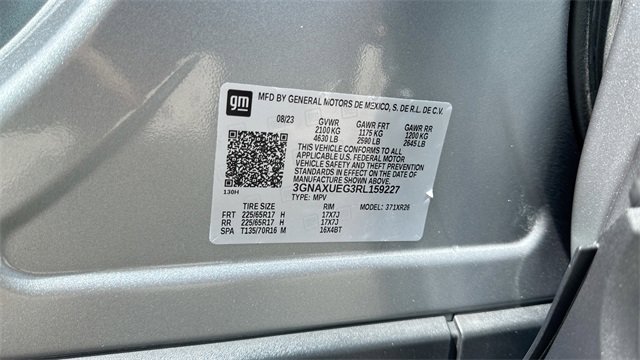 gm
MFD BY GENERAL MOTORS DE MEXICO, S. DE R.L. DE C.V.
08/23 GVWR GAWR FRT GAWR RR
2100 KG 1175 KG 1200 KG
4630 LB 2590 LB 2645 LB
THIS VEHICLE CONFORMS TO ALL
APPLICABLE U.S. FEDERAL MOTOR
VEHICLE SAFETY AND THEFT PREVENTION
STANDARDS IN EFFECT ON THE DATE OF
MANUFACTURE SHOWN ABOVE.
130H 3GNAXUEG3RL159227
TYPE: MPV
TIRE SIZE RIM MODEL: 371XR26
FRT 225/65R17 H 17X7J
RR 225/65R17 H 17X7J
SPA T135/70R16 M 16X4BT